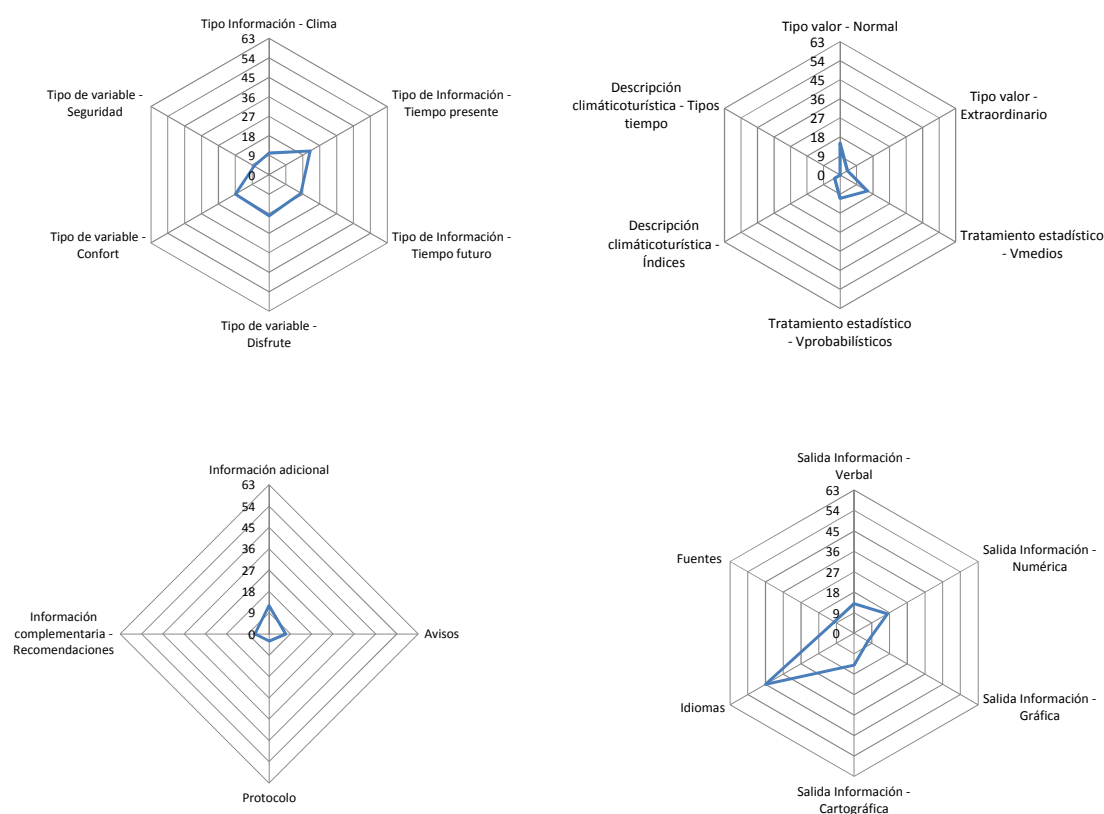 Tipo Información - Clima
63
54
45
36
27
18
9
0
Tipo de Información -
Tiempo presente
Tipo de Información -
Tiempo futuro
Tipo de variable -
Disfrute
Tipo de variable -
Confort
Tipo de variable -
Seguridad
Tipo valor - Normal
63
54
45
36
27
18
9
0
Tipo valor -
Extraordinario
Tratamiento estadístico
- Vmedios
Tratamiento estadístico
- Vprobabilísticos
Descripción
climáticoturística -
Índices
Descripción
climáticoturística - Tipos
tiempo
Información adicional
63
54
45
36
27
18
9
0
Avisos
Protocolo
Información
complementaria -
Recomendaciones
Salida Información -
Verbal
63
54
45
36
27
18
9
0
Salida Información -
Numérica
Salida Información -
Gráfica
Salida Información -
Cartográfica
Idiomas
Fuentes